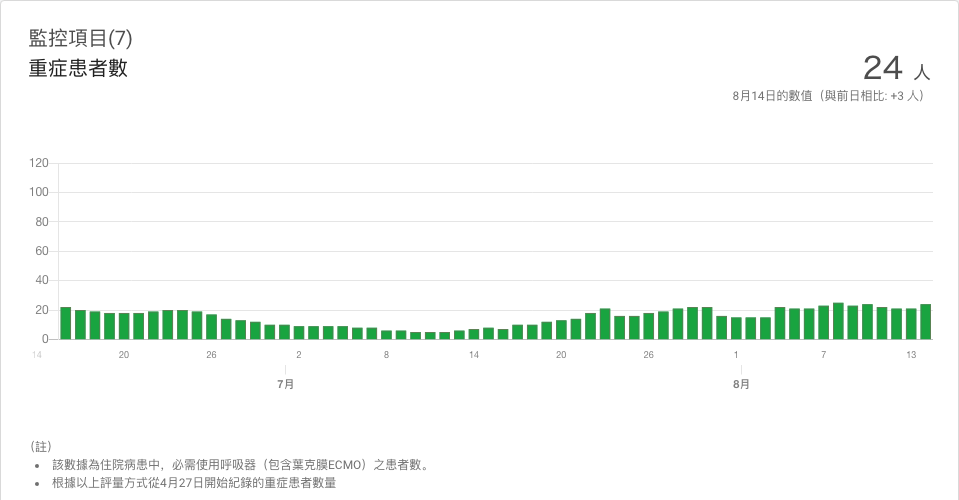 監控項目(7)
重症患者數
24 人
8月14日的數值（與前日相比: +3 人）
120
100
80
60
40
20
0
14 20 26 2 8 14 20 26 1 7 13
7月 8月
（註）
• 該數據為住院病患中，必需使用呼吸器（包含葉克膜ECMO）之患者數。
• 根據以上評量方式從4月27日開始紀錄的重症患者數量